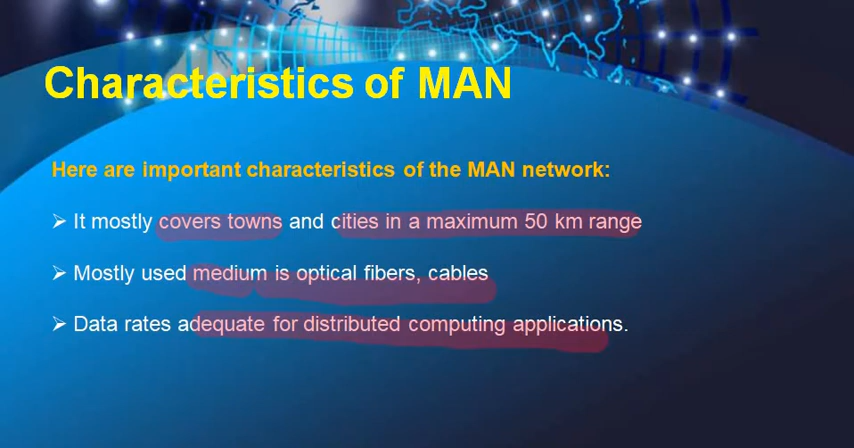 Characteristics of MAN
Here are important characteristics of the MAN network:
➢ It mostly covers towns and cities in a maximum 50 km range
➢ Mostly used medium is optical fibers, cables
➢ Data rates adequate for distributed computing applications.